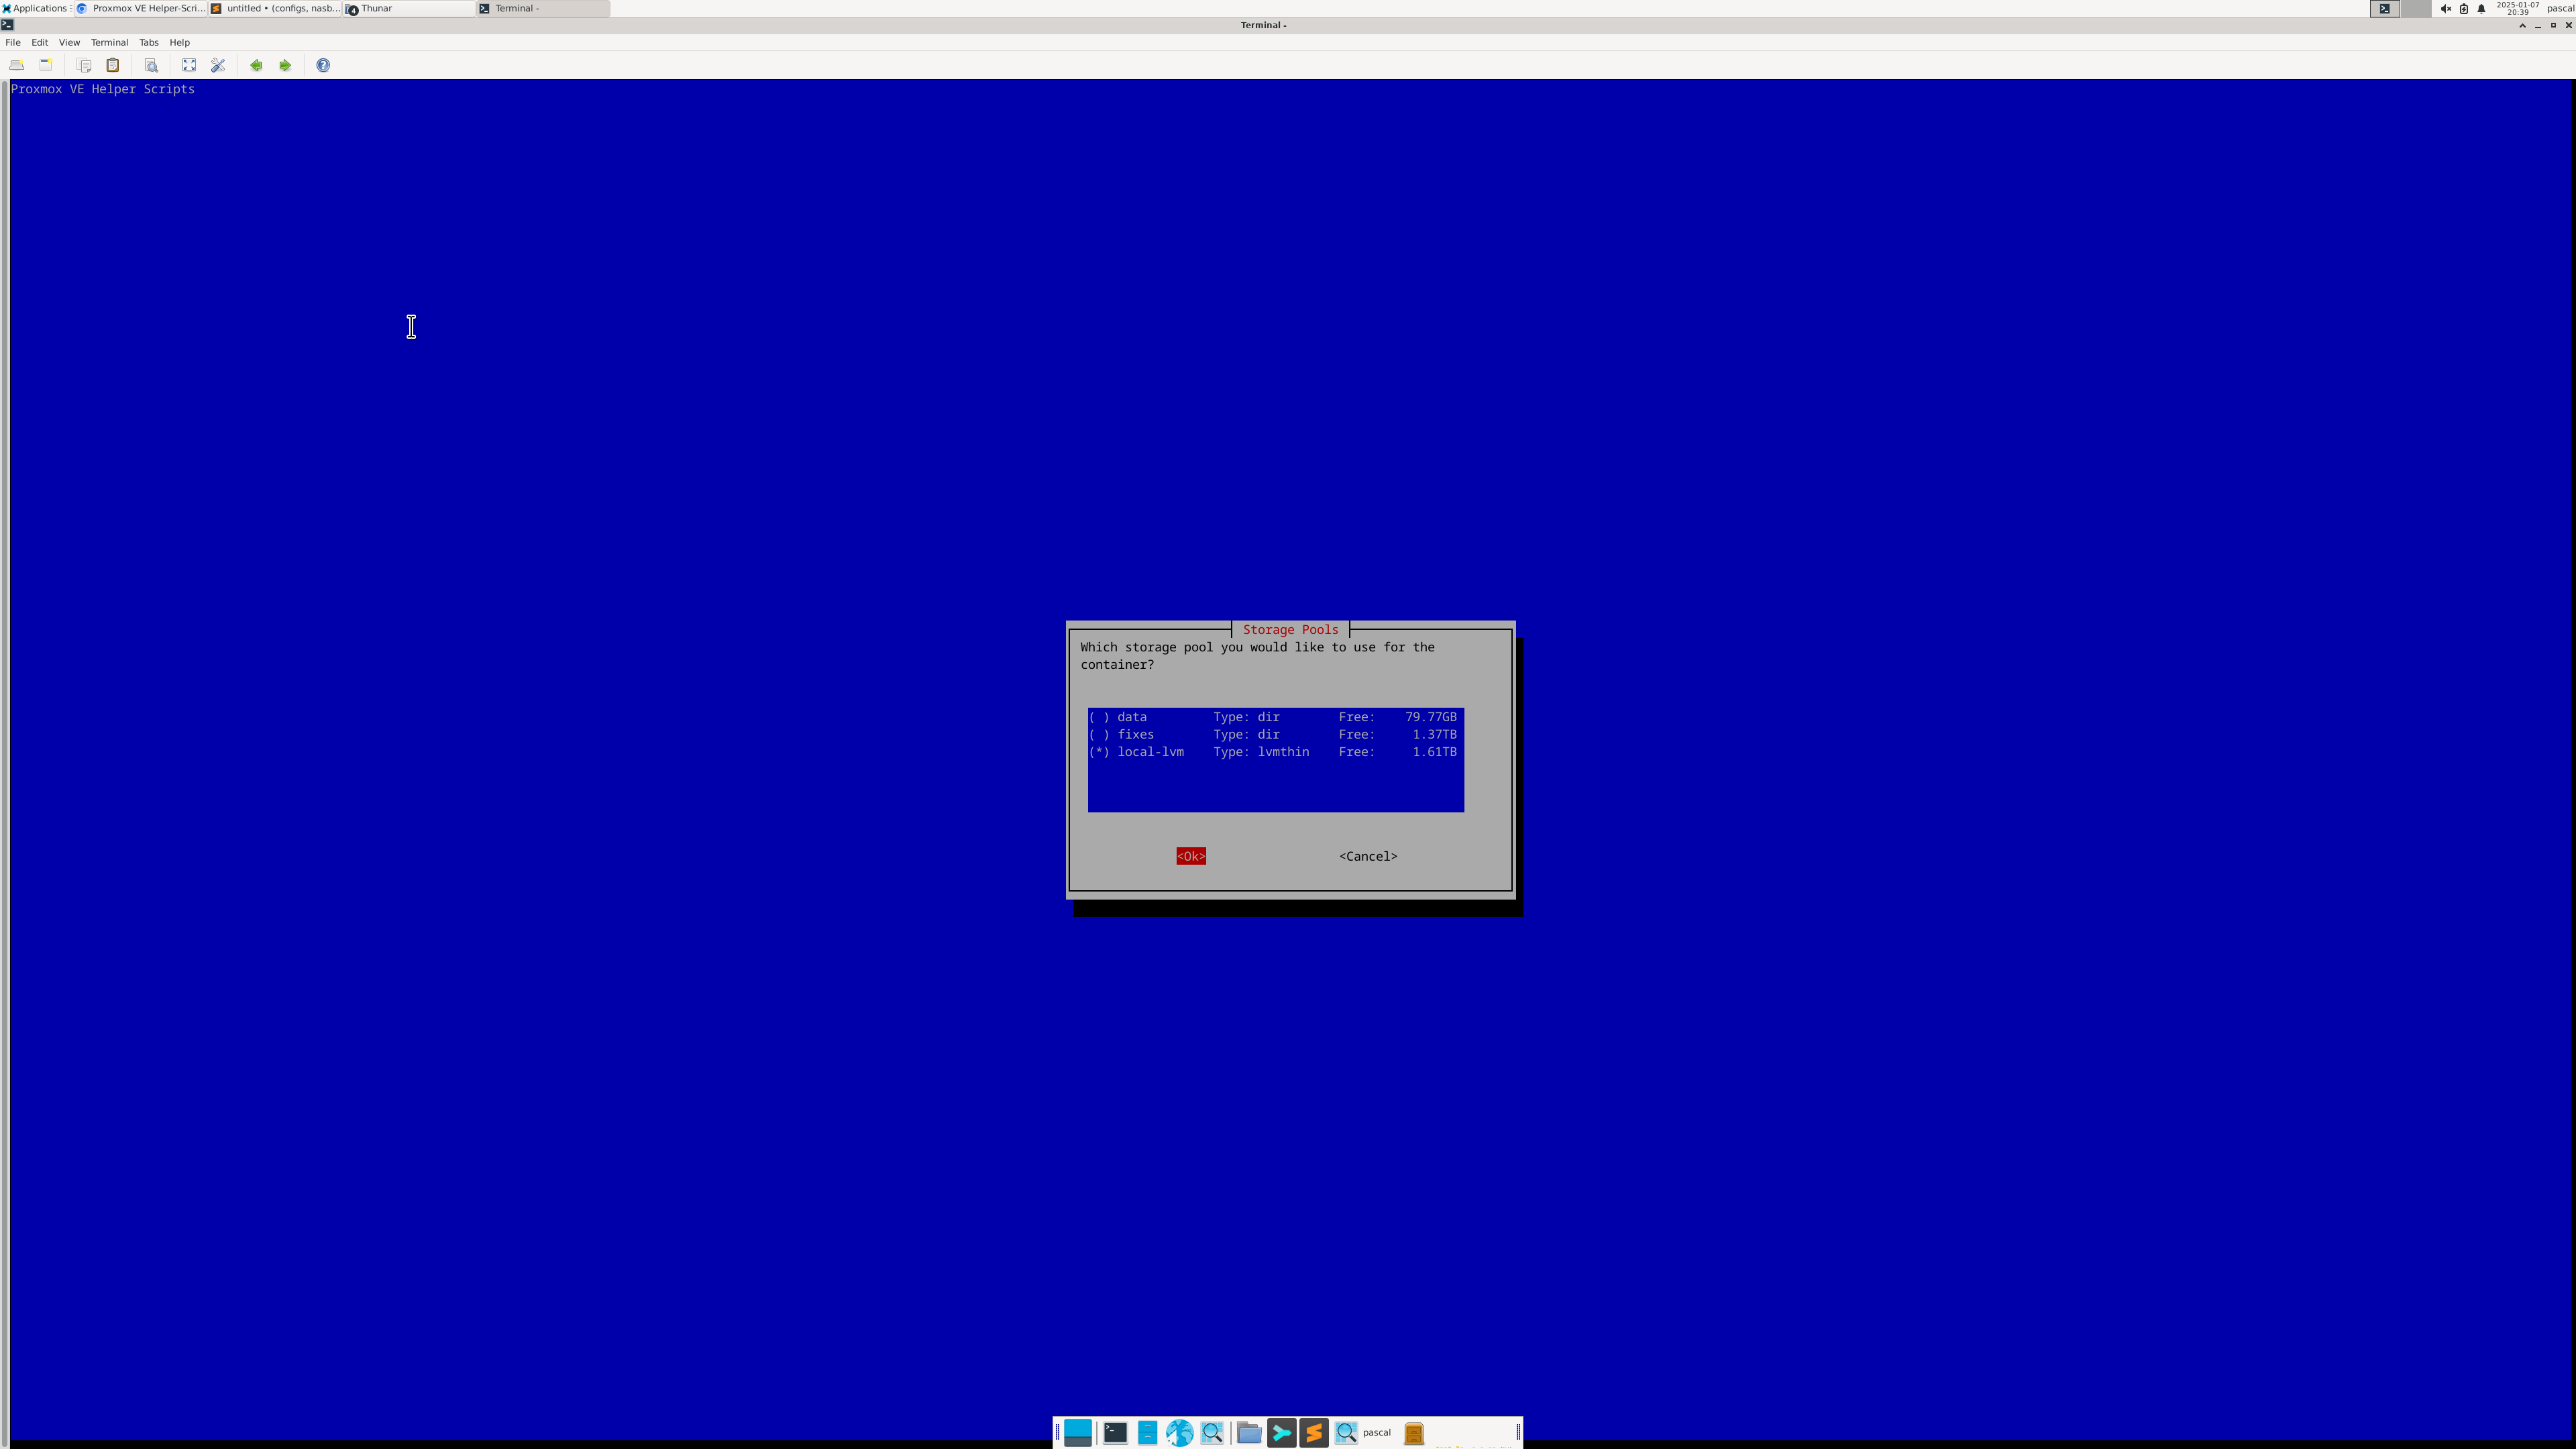 Applications
Proxmox VE Helper-Scri...
untitled • (configs, nasb...
4
Thunar
Terminal -
2025-01-07
20:39
pascal
Terminal -
File Edit View Terminal Tabs Help
Proxmox VE Helper Scripts
Storage Pools
Which storage pool you would like to use for the
container?
( ) data Type: dir Free: 79.77GB
( ) fixes Type: dir Free: 1.37TB
(*) local-lvm Type: lvmthin Free: 1.61TB
<Ok> <Cancel>
pascal